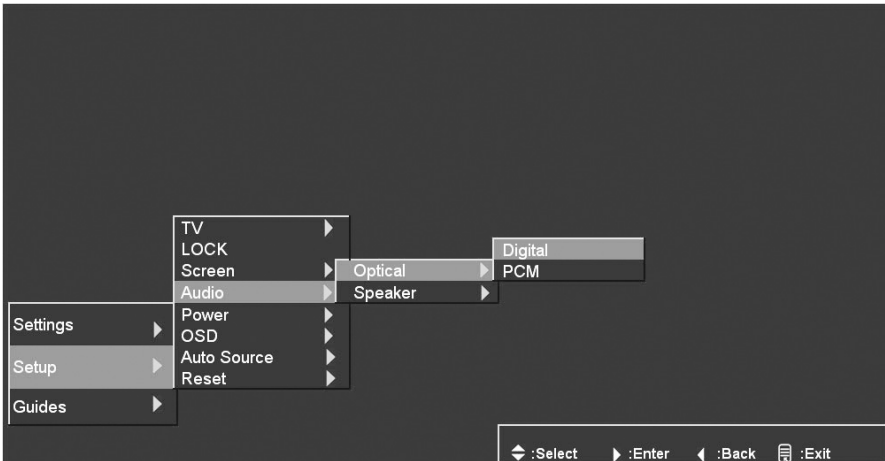 Settings
Setup
Guides
TV
LOCK
Screen
Audio
Power
OSD
Auto Source
Reset
Optical
Speaker
Digital
PCM
:Select :Enter :Back :Exit